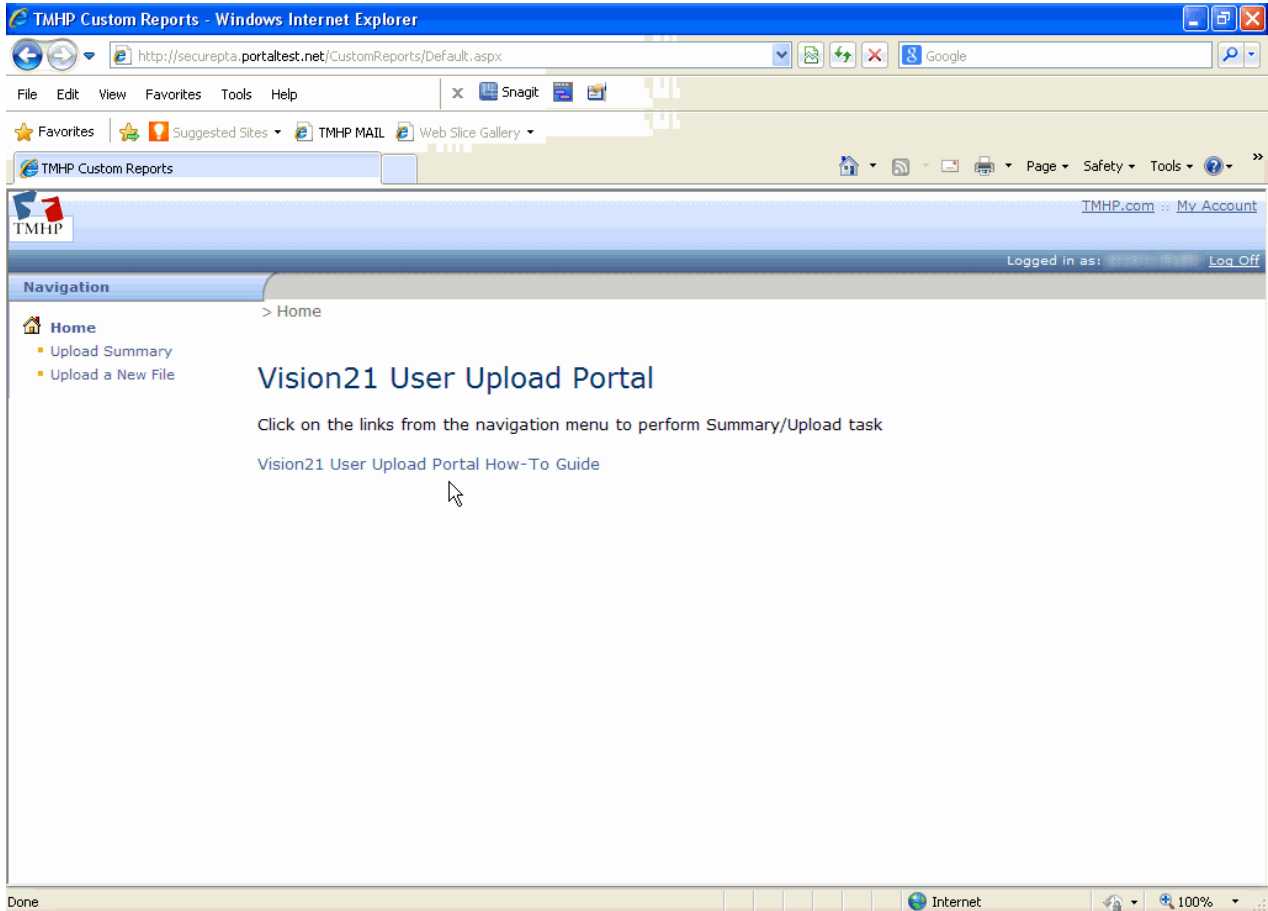 TMHP Custom Reports - Windows Internet Explorer
http://securepta.portaltest.net/CustomReports/Default.aspx
Google
File Edit View Favorites Tools Help
x Snagit
Favorites Suggested Sites TMHP MAIL Web Slice Gallery
TMHP Custom Reports
Page Safety Tools »
TMHP
TMHP.com :: My Account
Logged in as: Log Off
Navigation
> Home
Home
Upload Summary
Upload a New File
Vision21 User Upload Portal
Click on the links from the navigation menu to perform Summary/Upload task
Vision21 User Upload Portal How-To Guide
Done
Internet
100%